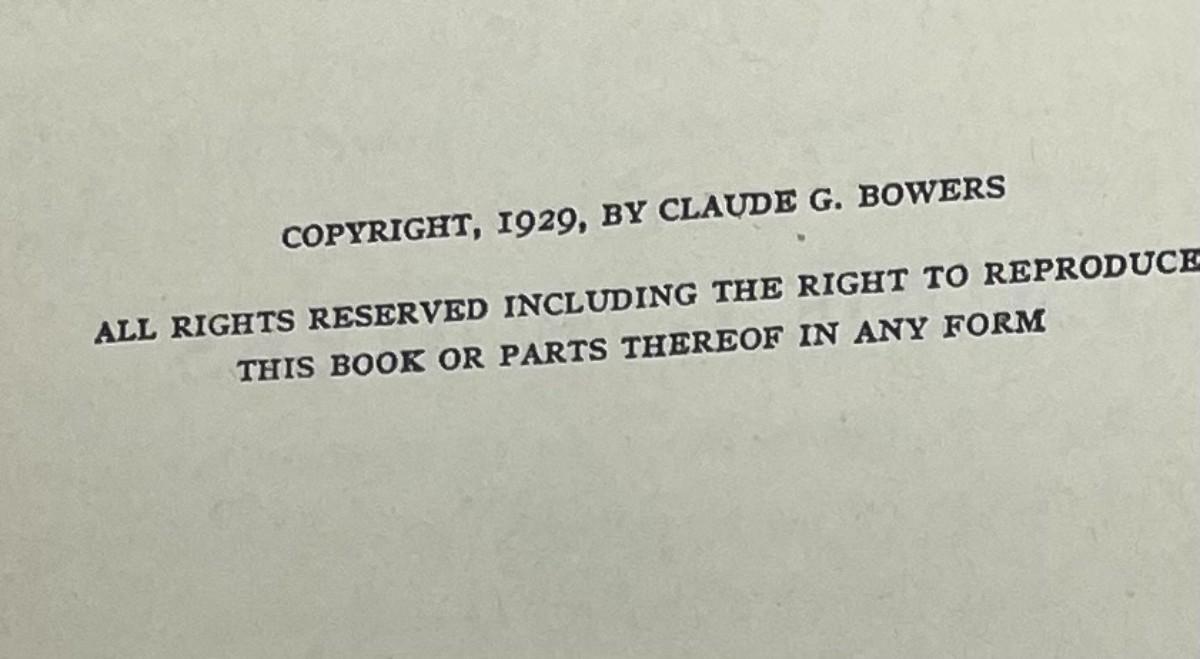 COPYRIGHT, 1929, BY CLAUDE G. BOWERS
ALL RIGHTS RESERVED INCLUDING THE RIGHT TO REPRODUCE
THIS BOOK OR PARTS THEREOF IN ANY FORM